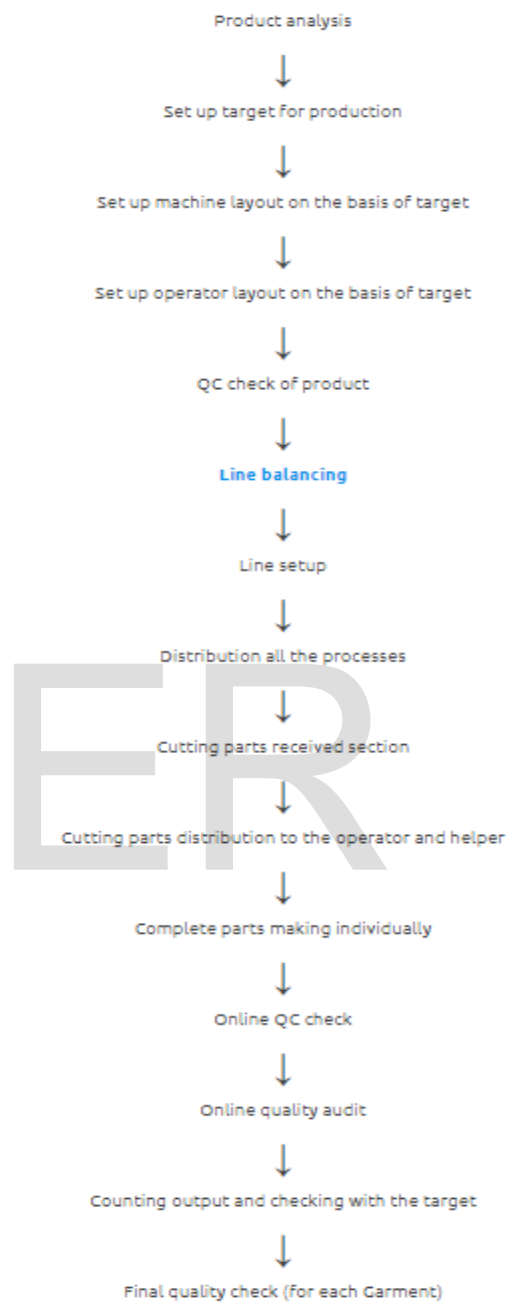 Product analysis
↓
Set up target for production
↓
Set up machine layout on the basis of target
↓
Set up operator layout on the basis of target
↓
QC check of product
↓
Line balancing
↓
Line setup
↓
Distribution all the processes
↓
Cutting parts received section
↓
Cutting parts distribution to the operator and helper
↓
Complete parts making individually
↓
Online QC check
↓
Online quality audit
↓
Counting output and checking with the target
↓
Final quality check (for each Garment)
ER